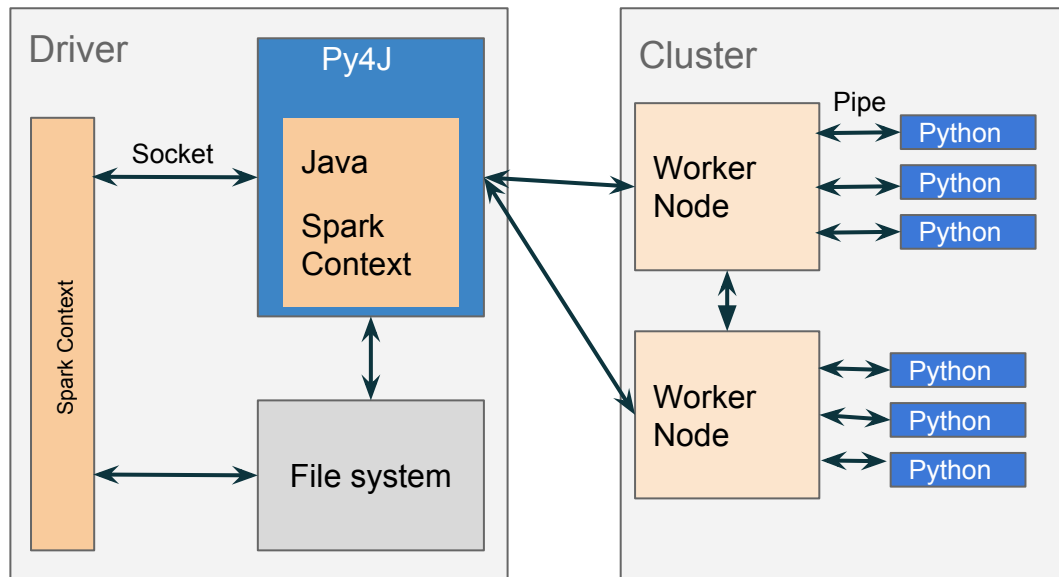 Driver
Py4J
Socket
Java
Spark
Context
Spark Context
File system
Cluster
Pipe
Worker
Node
Python
Python
Python
Worker
Node
Python
Python
Python